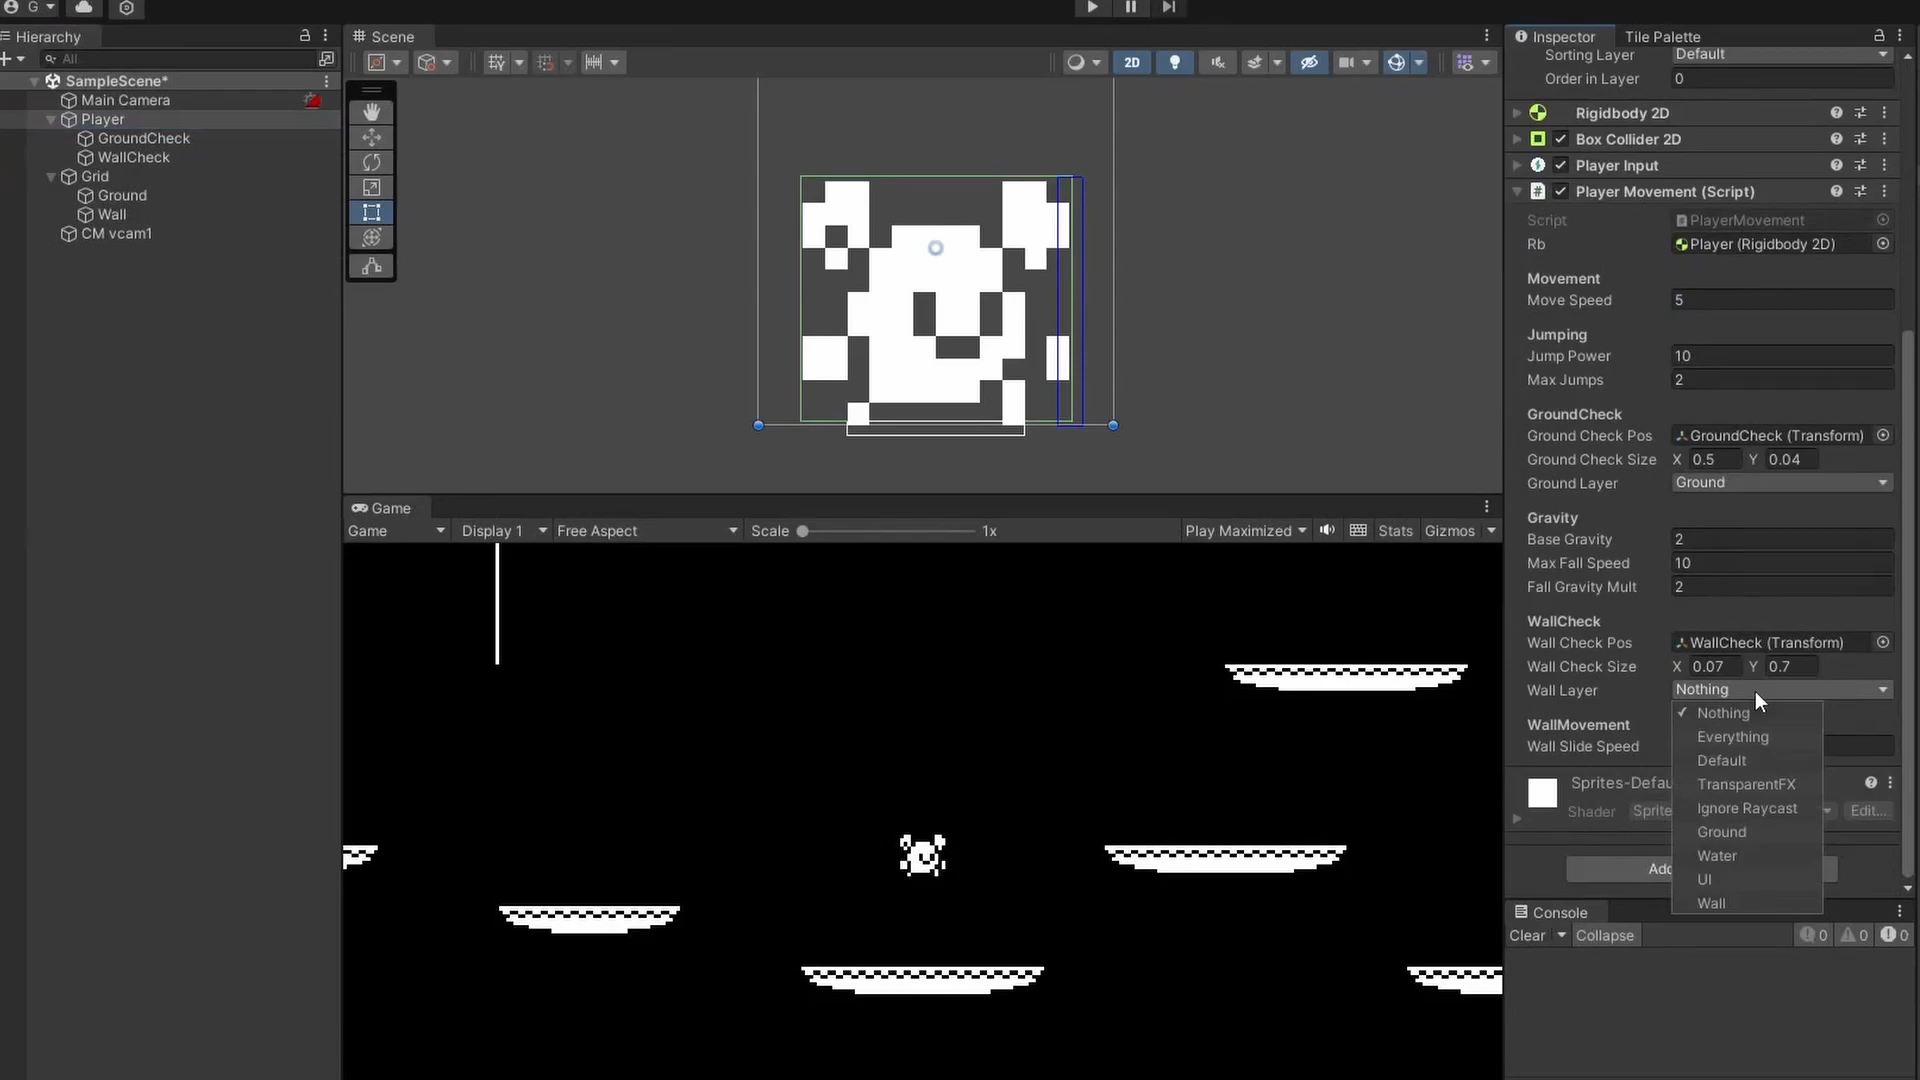 G
Hierarchy
All
SampleScene*
Main Camera
Player
GroundCheck
WallCheck
Grid
Ground
Wall
CM vcam1
Scene
2D
Game
Game
Display 1
Free Aspect
Scale
1x
Play Maximized
Stats
Gizmos
Inspector
Tile Palette
Sorting Layer
Default
Order in Layer
0
Rigidbody 2D
Box Collider 2D
Player Input
Player Movement (Script)
Script
PlayerMovement
Rb
Player (Rigidbody 2D)
Movement
Move Speed
5
Jumping
Jump Power
10
Max Jumps
2
GroundCheck
Ground Check Pos
GroundCheck (Transform)
Ground Check Size
X 0.5 Y 0.04
Ground Layer
Ground
Gravity
Base Gravity
2
Max Fall Speed
10
Fall Gravity Mult
2
WallCheck
Wall Check Pos
WallCheck (Transform)
Wall Check Size
X 0.07 Y 0.7
Wall Layer
Nothing
WallMovement
Wall Slide Speed
Nothing
Everything
Default
TransparentFX
Ignore Raycast
Ground
Water
UI
Wall
Sprites-Defau
Shader
Sprite
Edit...
Add
Console
Clear
Collapse
0
0
0